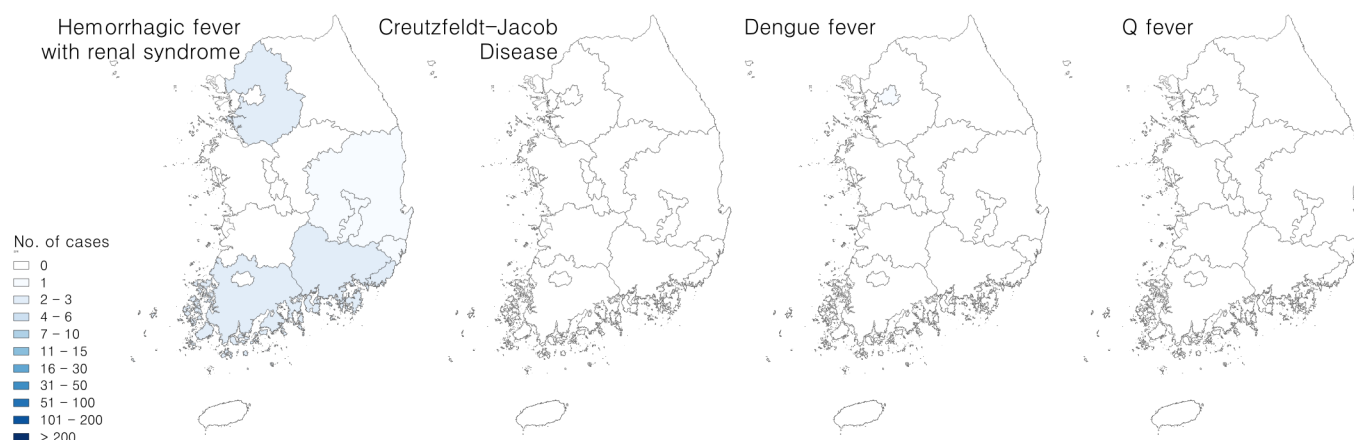 Hemorrhagic fever
with renal syndrome
Creutzfeldt-Jacob
Disease
Dengue fever
Q fever
No. of cases
0
1
2 - 3
4 - 6
7 - 10
11 - 15
16 - 30
31 - 50
51 - 100
101 - 200
> 200